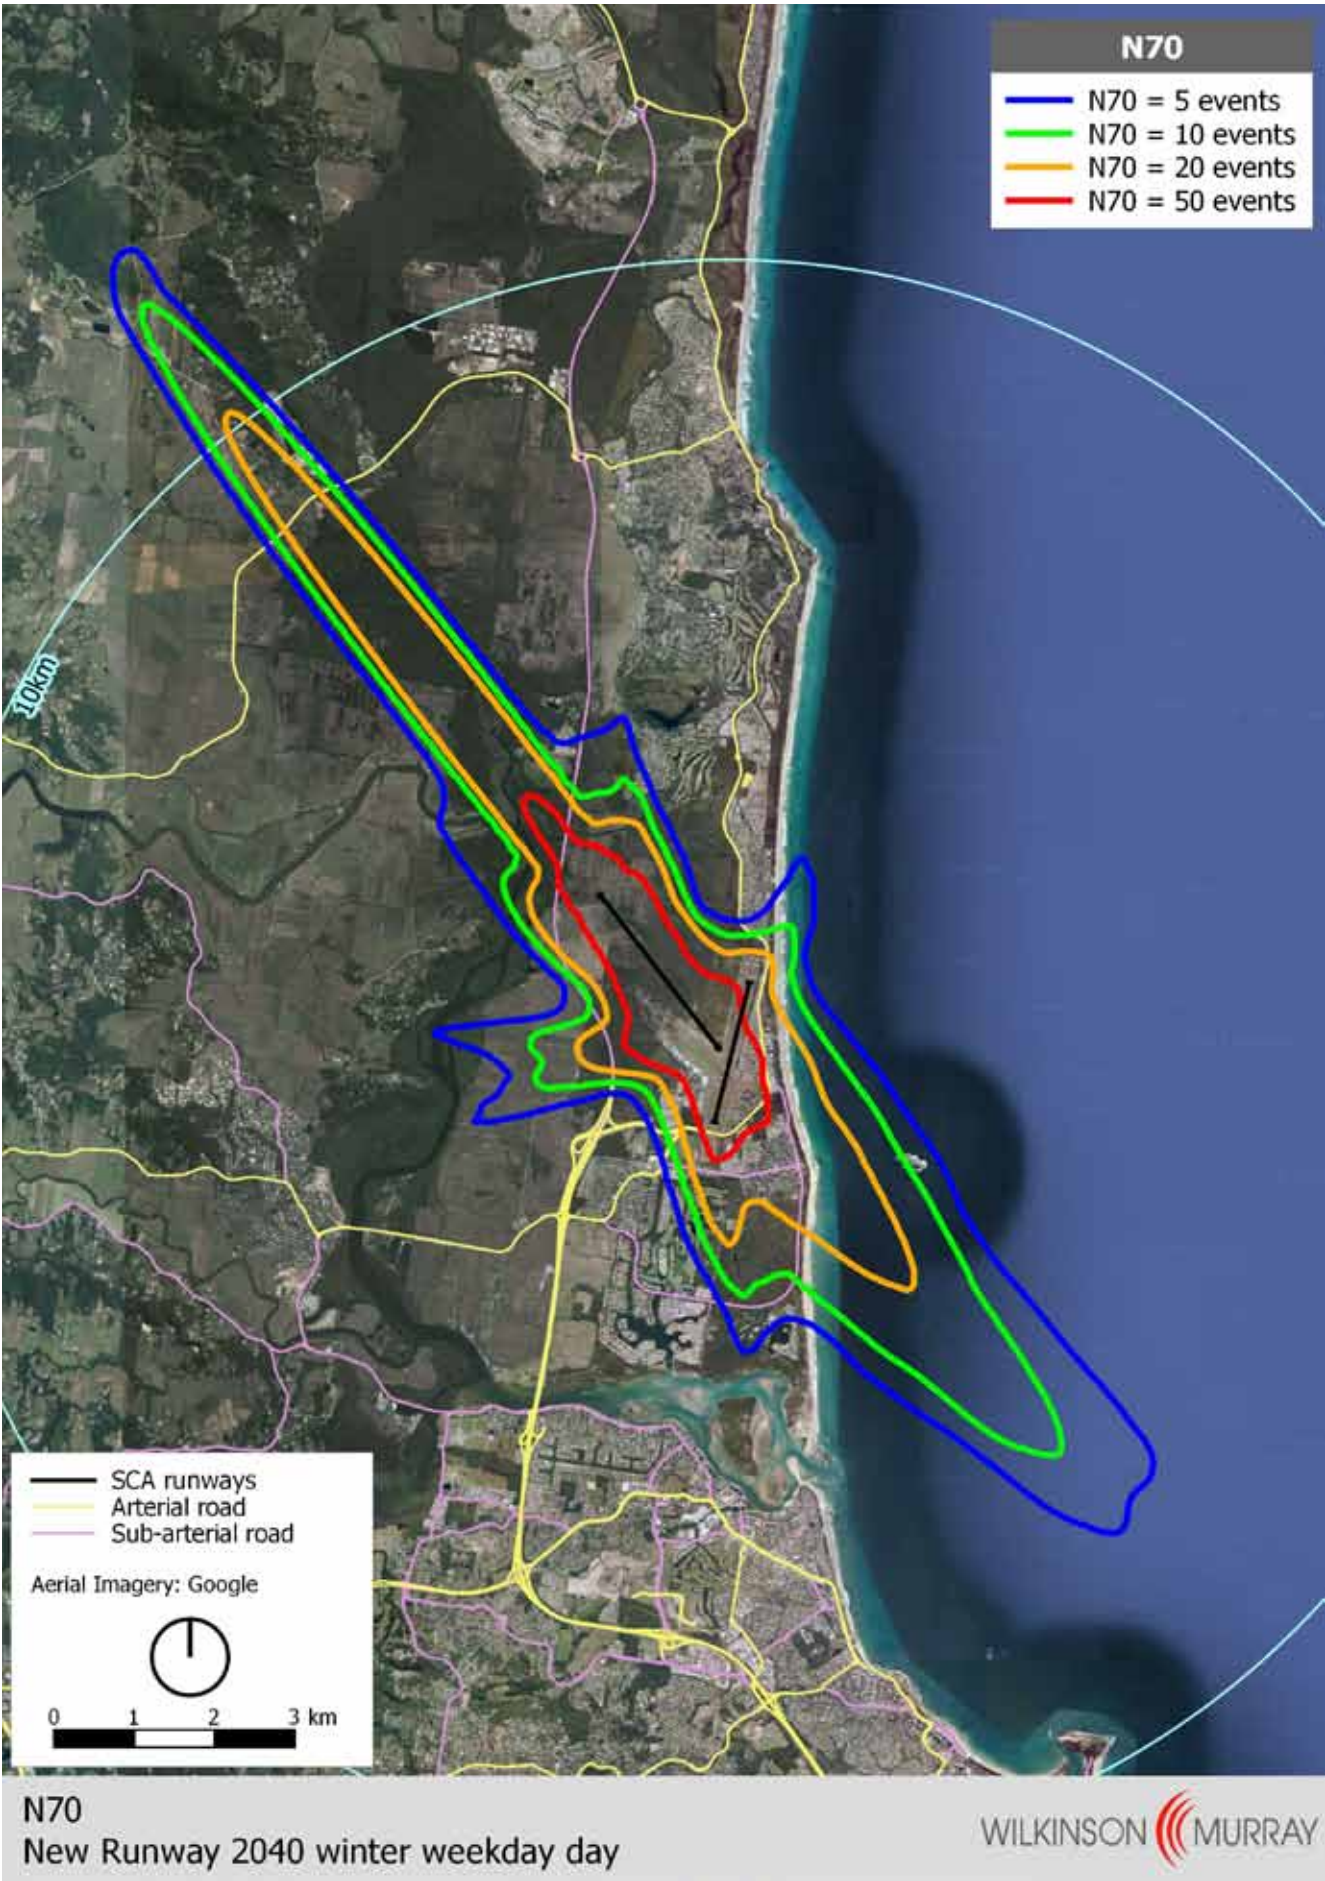 N70
N70 = 5 events
N70 = 10 events
N70 = 20 events
N70 = 50 events
10km
SCA runways
Arterial road
Sub-arterial road
Aerial Imagery: Google
0 1 2 3 km
N70
New Runway 2040 winter weekday day
WILKINSON MURRAY